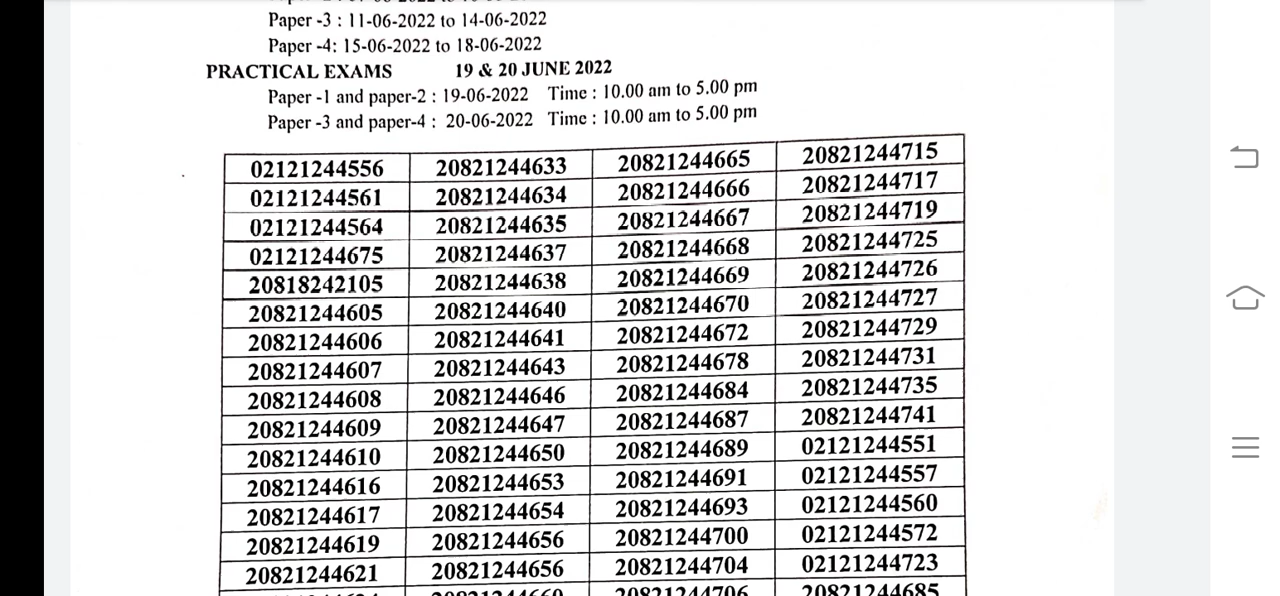 Paper -3 : 11-06-2022 to 14-06-2022
Paper -4: 15-06-2022 to 18-06-2022
PRACTICAL EXAMS 19 & 20 JUNE 2022
Paper -1 and paper-2 : 19-06-2022 Time : 10.00 am to 5.00 pm
Paper -3 and paper-4 : 20-06-2022 Time : 10.00 am to 5.00 pm
02121244556 20821244633 20821244665 20821244715
02121244561 20821244634 20821244666 20821244717
02121244564 20821244635 20821244667 20821244719
02121244675 20821244637 20821244668 20821244725
20818242105 20821244638 20821244669 20821244726
20821244605 20821244640 20821244670 20821244727
20821244606 20821244641 20821244672 20821244729
20821244607 20821244643 20821244678 20821244731
20821244608 20821244646 20821244684 20821244735
20821244609 20821244647 20821244687 20821244741
20821244610 20821244650 20821244689 02121244551
20821244616 20821244653 20821244691 02121244557
20821244617 20821244654 20821244693 02121244560
20821244619 20821244656 20821244700 02121244572
20821244621 20821244656 20821244704 02121244723
20821244706 20821244685